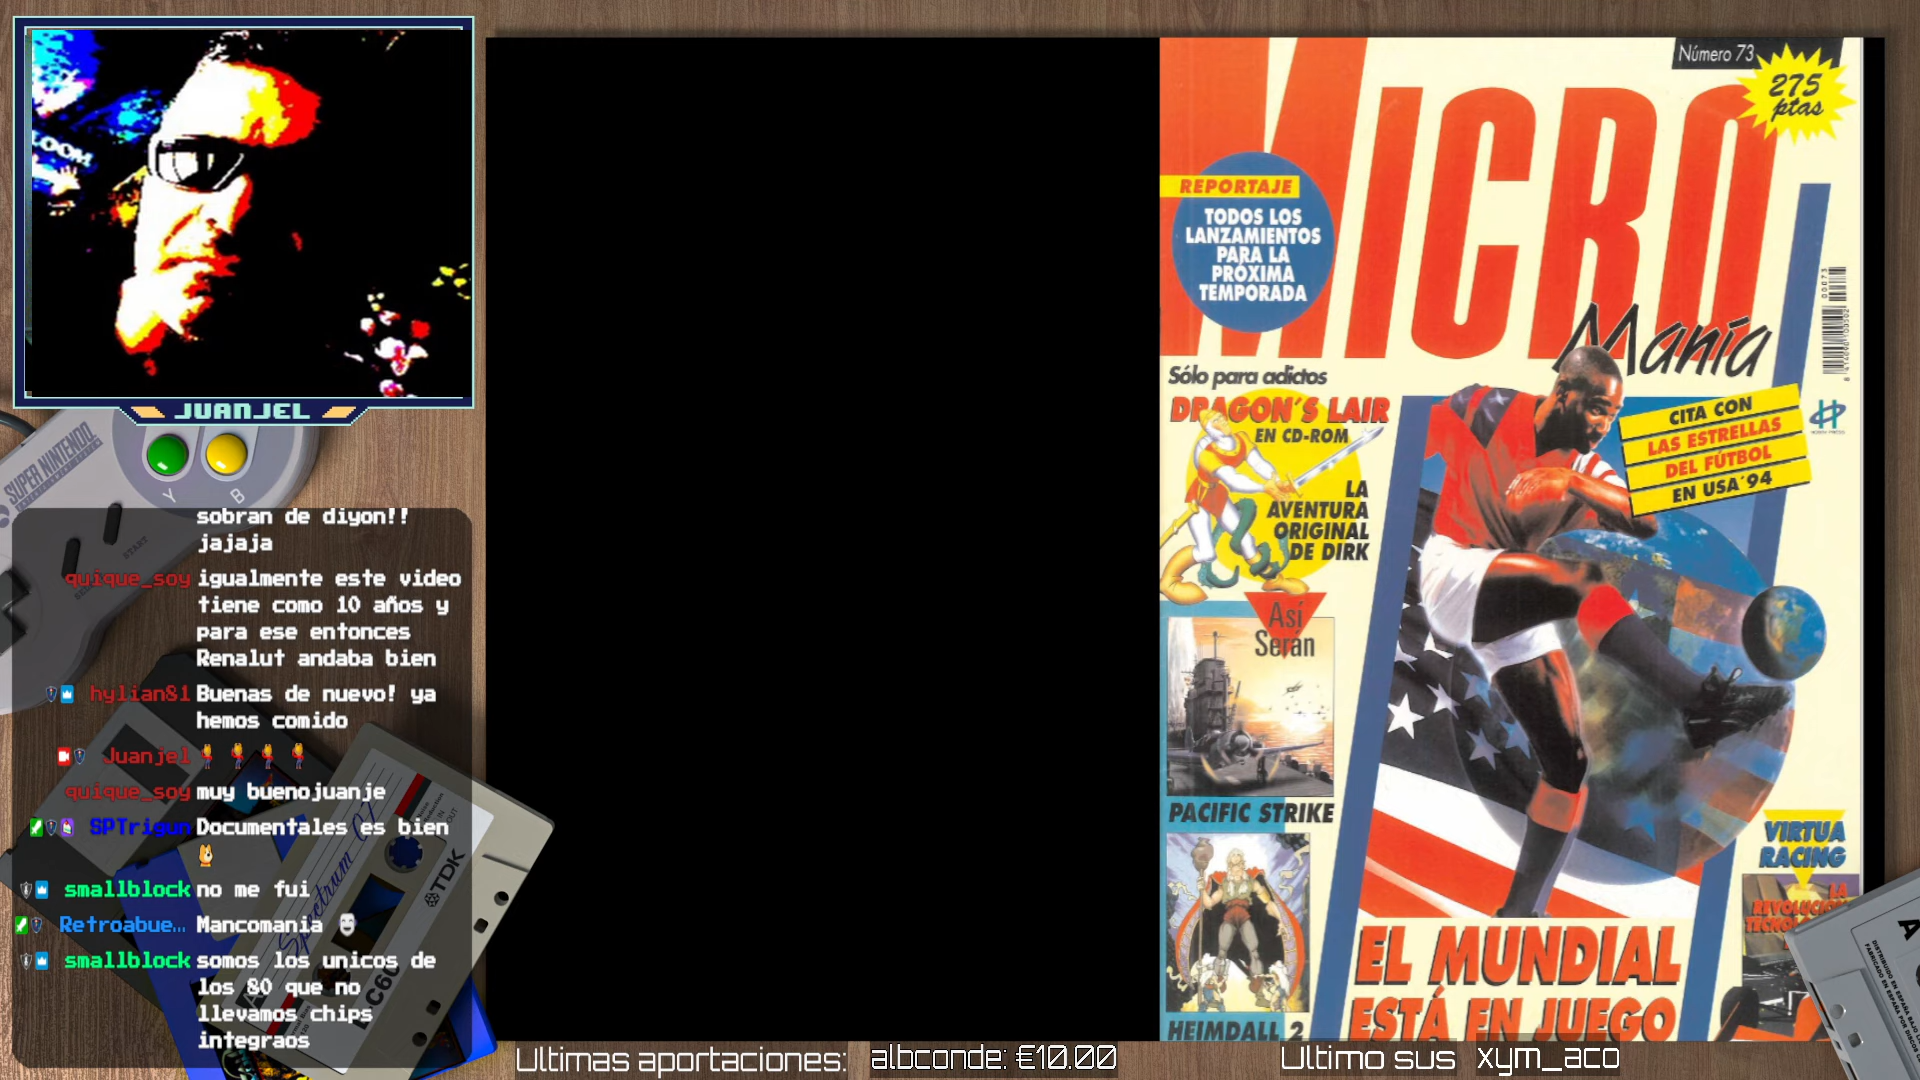 LOOM
JUANJEL
SUPER NINTENDO
Y
B
START
sobran de diyon!!
jajaja
quique_soy igualmente este video
tiene como 10 años y
para ese entonces
Renalut andaba bien
hylian81 Buenas de nuevo! ya
hemos comido
Juanjel
quique_soy muy buenojuanje
SPTrigun Documentales es bien
smallblock no me fui
Retroabue... Mancomania
smallblock somos los unicos de
los 80 que no
llevamos chips
integraos
Spectrum 07
TDK
Número 73
275
ptas
MICRO
Manía
REPORTAJE
TODOS LOS
LANZAMIENTOS
PARA LA
PRÓXIMA
TEMPORADA
Sólo para adictos
DRAGON'S LAIR
EN CD-ROM
LA
AVENTURA
ORIGINAL
DE DIRK
CITA CON
LAS ESTRELLAS
DEL FÚTBOL
EN USA'94
Así
Serán
PACIFIC STRIKE
HEIMDALL 2
VIRTUA
RACING
LA
EL MUNDIAL
ESTÁ EN JUEGO
Ultimas aportaciones: albconde: €10.00
Ultimo sus xym_aco